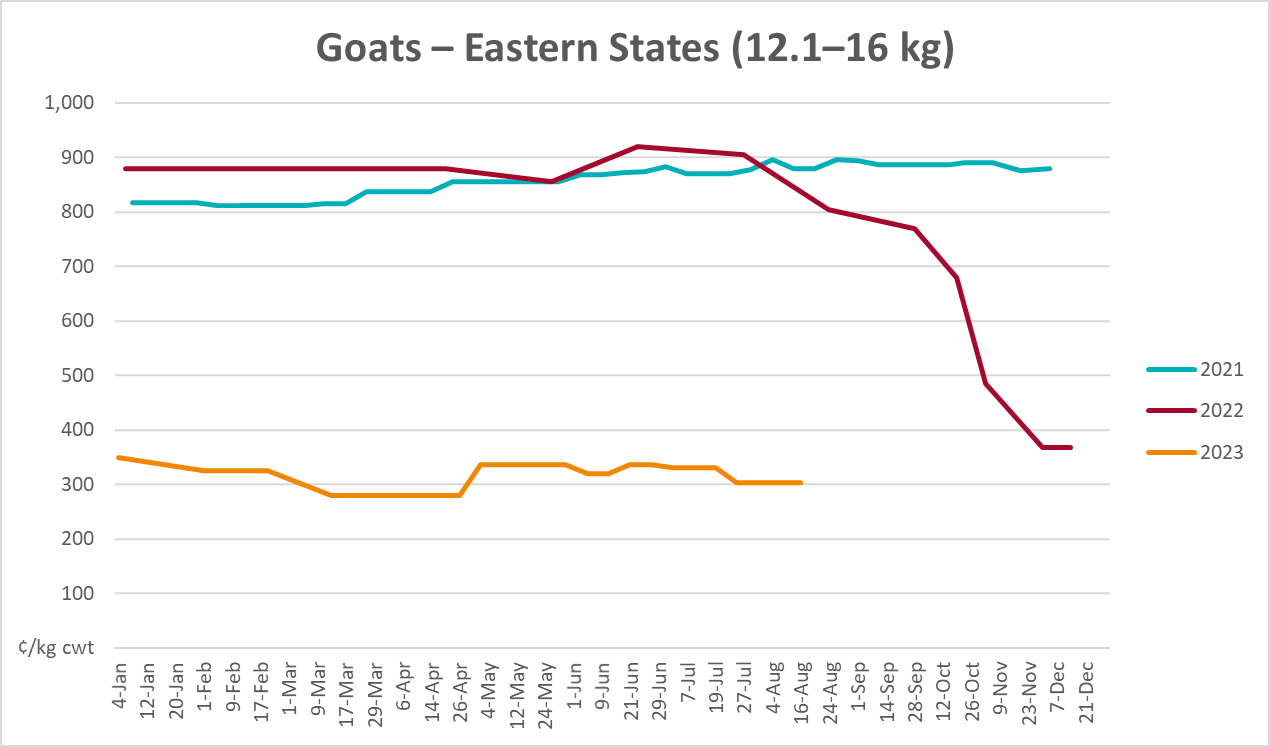 Goats – Eastern States (12.1–16 kg)
1,000
900
800
700
600
500
400
300
200
100
¢/kg cwt
4-Jan
12-Jan
20-Jan
1-Feb
9-Feb
17-Feb
1-Mar
9-Mar
17-Mar
29-Mar
6-Apr
14-Apr
26-Apr
4-May
12-May
24-May
1-Jun
9-Jun
21-Jun
29-Jun
7-Jul
19-Jul
27-Jul
4-Aug
16-Aug
24-Aug
1-Sep
14-Sep
28-Sep
12-Oct
26-Oct
9-Nov
23-Nov
7-Dec
21-Dec
2021
2022
2023